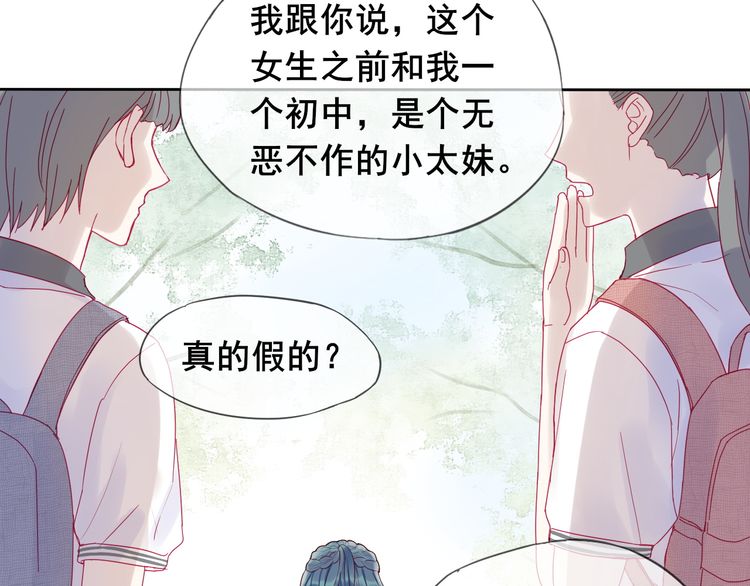 我跟你说，这个
女生之前和我一
个初中，是个无
恶不作的小太妹。
真的假的？